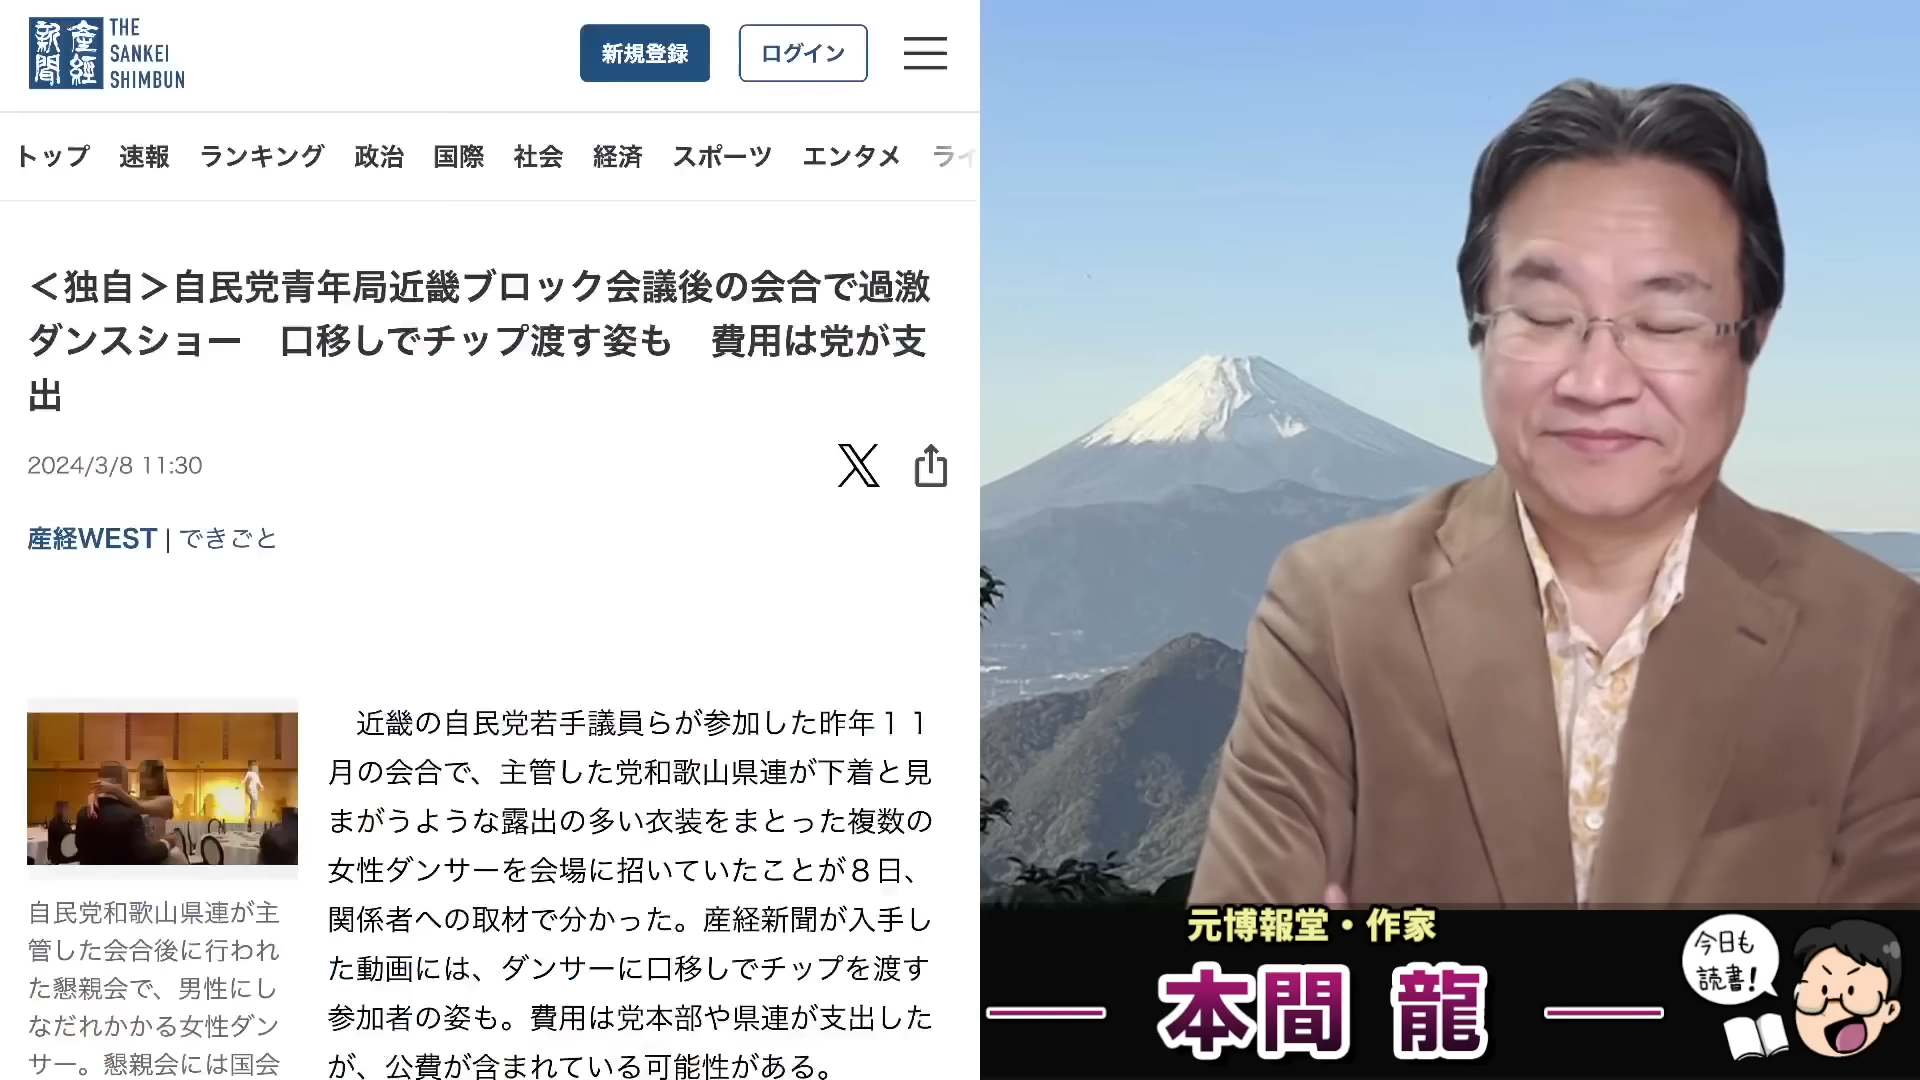 産經新聞
THE
SANKEI
SHIMBUN
新規登録
ログイン
トップ 速報 ランキング 政治 国際 社会 経済 スポーツ エンタメ ライ
＜独自＞自民党青年局近畿ブロック会議後の会合で過激
ダンスショー 口移しでチップ渡す姿も 費用は党が支
出
2024/3/8 11:30
産経WEST | できごと
近畿の自民党若手議員らが参加した昨年１１
月の会合で、主管した党和歌山県連が下着と見
まがうような露出の多い衣装をまとった複数の
女性ダンサーを会場に招いていたことが８日、
関係者への取材で分かった。産経新聞が入手し
た動画には、ダンサーに口移しでチップを渡す
参加者の姿も。費用は党本部や県連が支出した
が、公費が含まれている可能性がある。
自民党和歌山県連が主
管した会合後に行われ
た懇親会で、男性にし
なだれかかる女性ダン
サー。懇親会には国会
元博報堂・作家
本間 龍
今日も
読書!